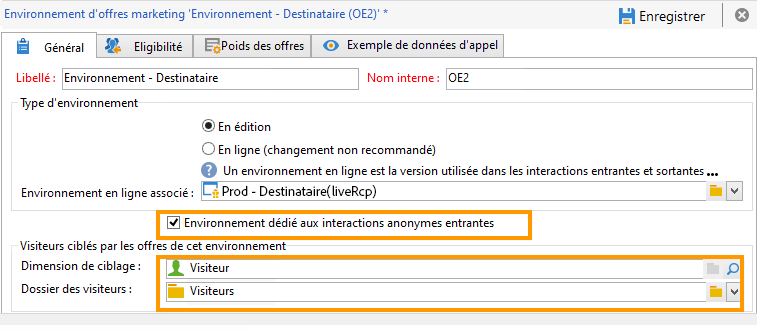 Environnement d'offres marketing 'Environnement - Destinataire (OE2)' *
Enregistrer
Général Eligibilité Poids des offres Exemple de données d'appel
Libellé : Environnement - Destinataire Nom interne : OE2
Type d'environnement
En édition
En ligne (changement non recommandé)
? Un environnement en ligne est la version utilisée dans les interactions entrantes et sortantes ...
Environnement en ligne associé : Prod - Destinataire(liveRcp)
Environnement dédié aux interactions anonymes entrantes
Visiteurs ciblés par les offres de cet environnement
Dimension de ciblage : Visiteur
Dossier des visiteurs : Visiteurs